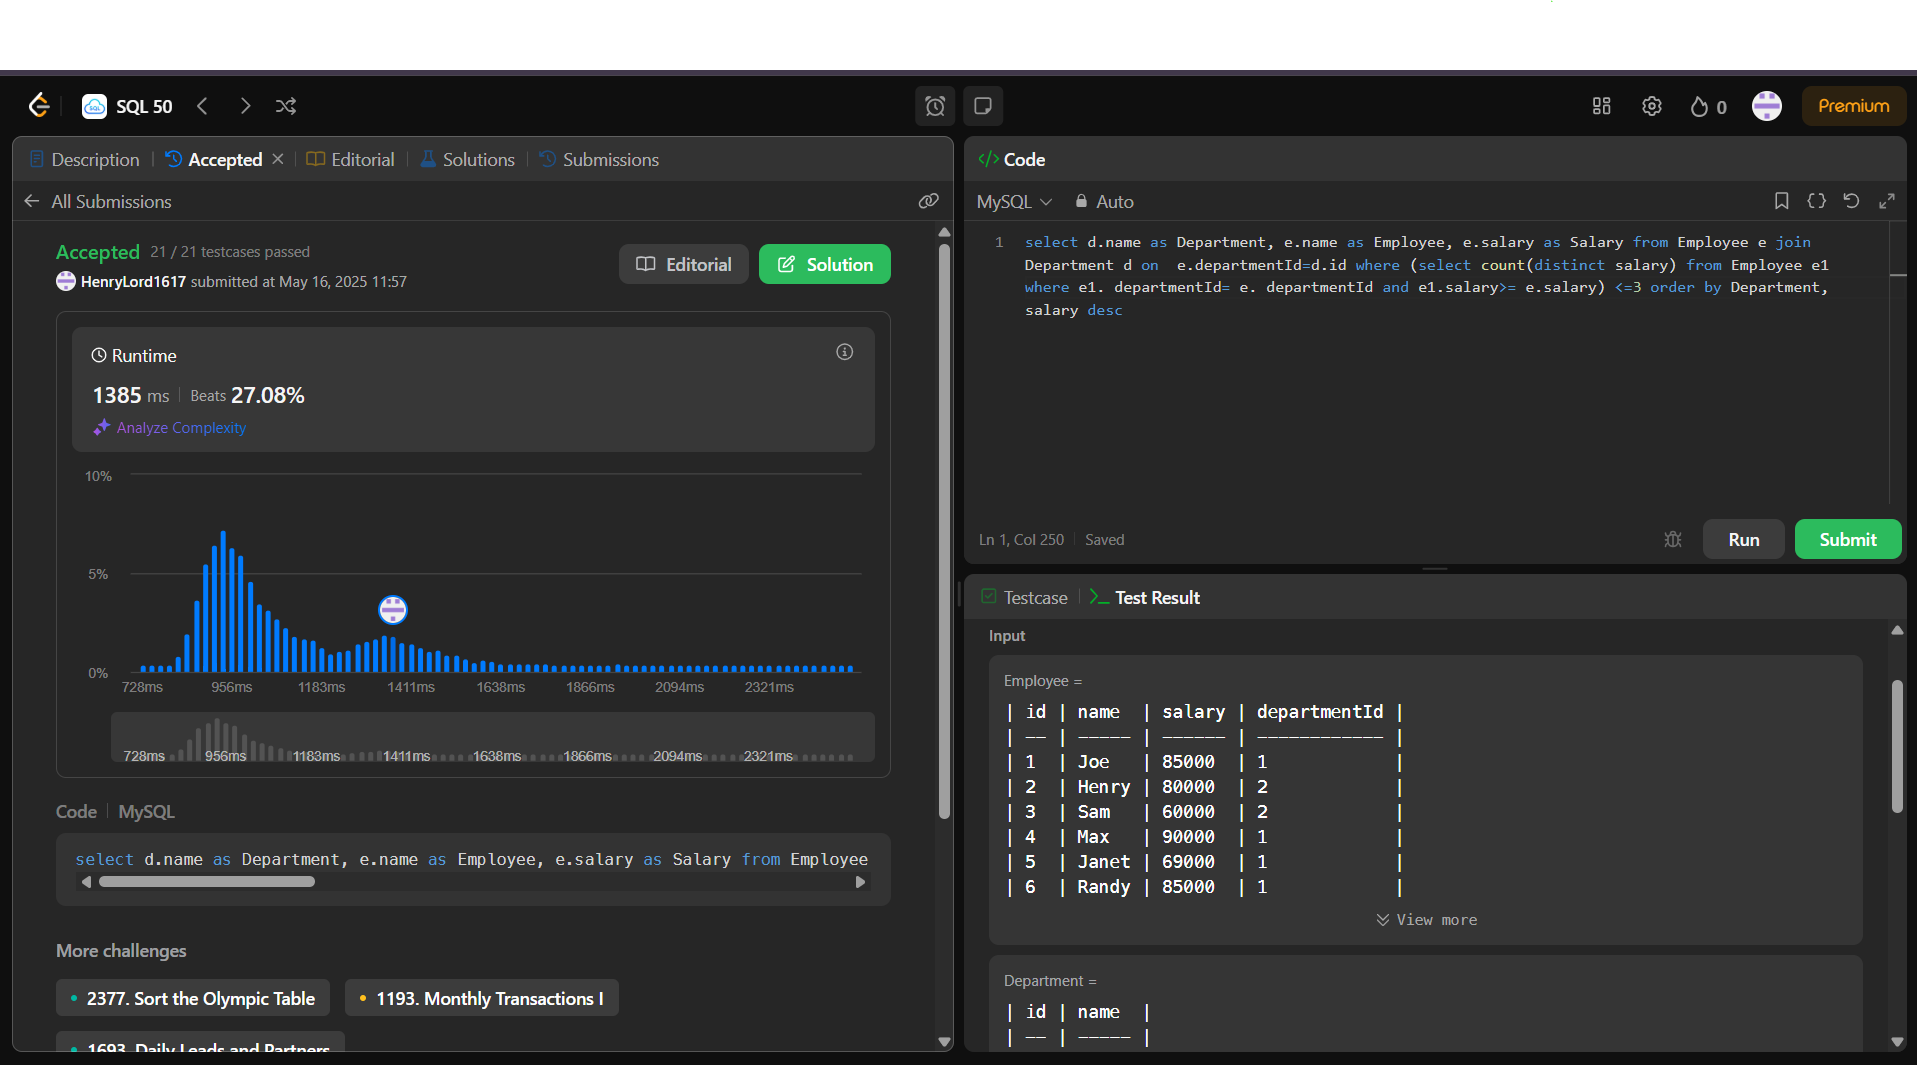 SQL 50
0
Premium
Description
Accepted
Editorial
Solutions
Submissions
All Submissions
Accepted 21 / 21 testcases passed
HenryLord1617 submitted at May 16, 2025 11:57
Editorial
Solution
Runtime
1385 ms Beats 27.08%
Analyze Complexity
10%
5%
0%
728ms 956ms 1183ms 1411ms 1638ms 1866ms 2094ms 2321ms
728ms 956ms 1183ms 1411ms 1638ms 1866ms 2094ms 2321ms
Code MySQL
select d.name as Department, e.name as Employee, e.salary as Salary from Employee
More challenges
2377. Sort the Olympic Table
1193. Monthly Transactions I
1693. Daily Leads and Partners
</> Code
MySQL Auto
1 select d.name as Department, e.name as Employee, e.salary as Salary from Employee e join
Department d on  e.departmentId=d.id where (select count(distinct salary) from Employee e1
where e1. departmentId= e. departmentId and e1.salary>= e.salary) <=3 order by Department,
salary desc
Ln 1, Col 250 Saved
Run
Submit
Testcase
>_ Test Result
Input
Employee =
| id | name  | salary | departmentId |
| -- | ----- | ------ | ------------ |
| 1  | Joe   | 85000  | 1            |
| 2  | Henry | 80000  | 2            |
| 3  | Sam   | 60000  | 2            |
| 4  | Max   | 90000  | 1            |
| 5  | Janet | 69000  | 1            |
| 6  | Randy | 85000  | 1            |
View more
Department =
| id | name  |
| -- | ----- |